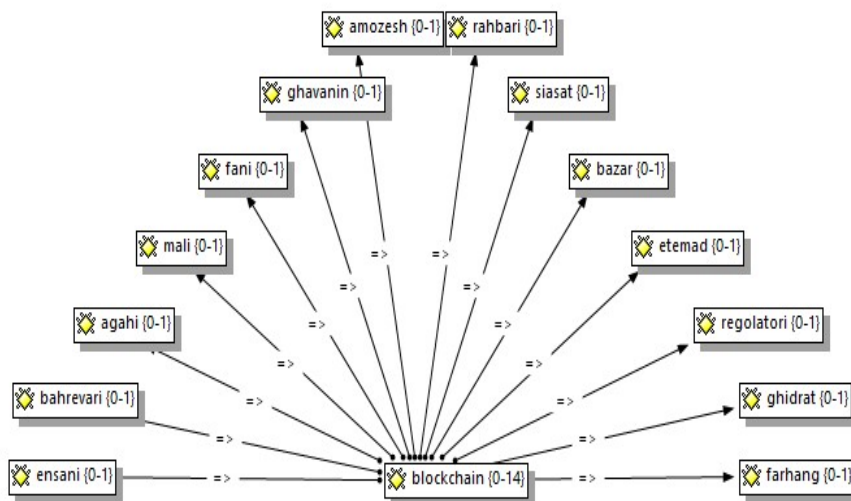 amozesh {0-1}
rahbari {0-1}
ghavanin {0-1}
siasat {0-1}
fani {0-1}
bazar {0-1}
mali {0-1}
etemad {0-1}
agahi {0-1}
regolatori {0-1}
bahrevari {0-1}
ghidrat {0-1}
ensani {0-1}
blockchain {0-14}
farhang {0-1}
=>
=>
=>
=>
=>
=>
=>
=>
=>
=>
=>
=>
=>
=>